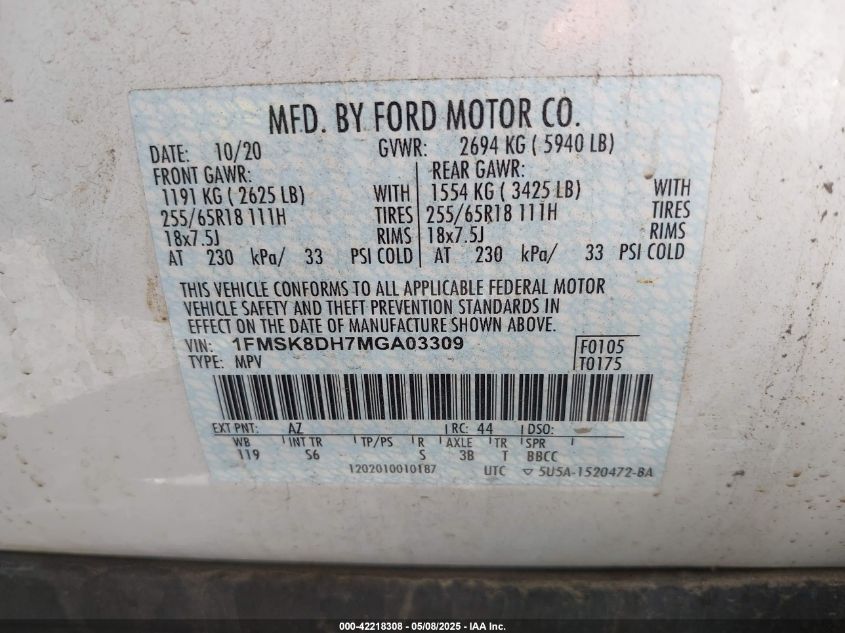 MFD. BY FORD MOTOR CO.
DATE: 10/20 GVWR: 2694 KG ( 5940 LB)
FRONT GAWR: REAR GAWR:
1191 KG ( 2625 LB) WITH 1554 KG ( 3425 LB) WITH
255/65R18 111H TIRES 255/65R18 111H TIRES
18x7.5J RIMS 18x7.5J RIMS
AT 230 kPa/ 33 PSI COLD AT 230 kPa/ 33 PSI COLD
THIS VEHICLE CONFORMS TO ALL APPLICABLE FEDERAL MOTOR
VEHICLE SAFETY AND THEFT PREVENTION STANDARDS IN
EFFECT ON THE DATE OF MANUFACTURE SHOWN ABOVE.
VIN: 1FMSK8DH7MGA03309 F0105
TYPE: MPV T0175
EXT PNT: AZ RC: 44 DSO:
WB INT TR TP/PS R AXLE TR SPR
119 S6 S 3B T BBCC
1202010010187 UTC ▽ 5U5A-1520472-BA
000-42218308 - 05/08/2025 - IAA Inc.